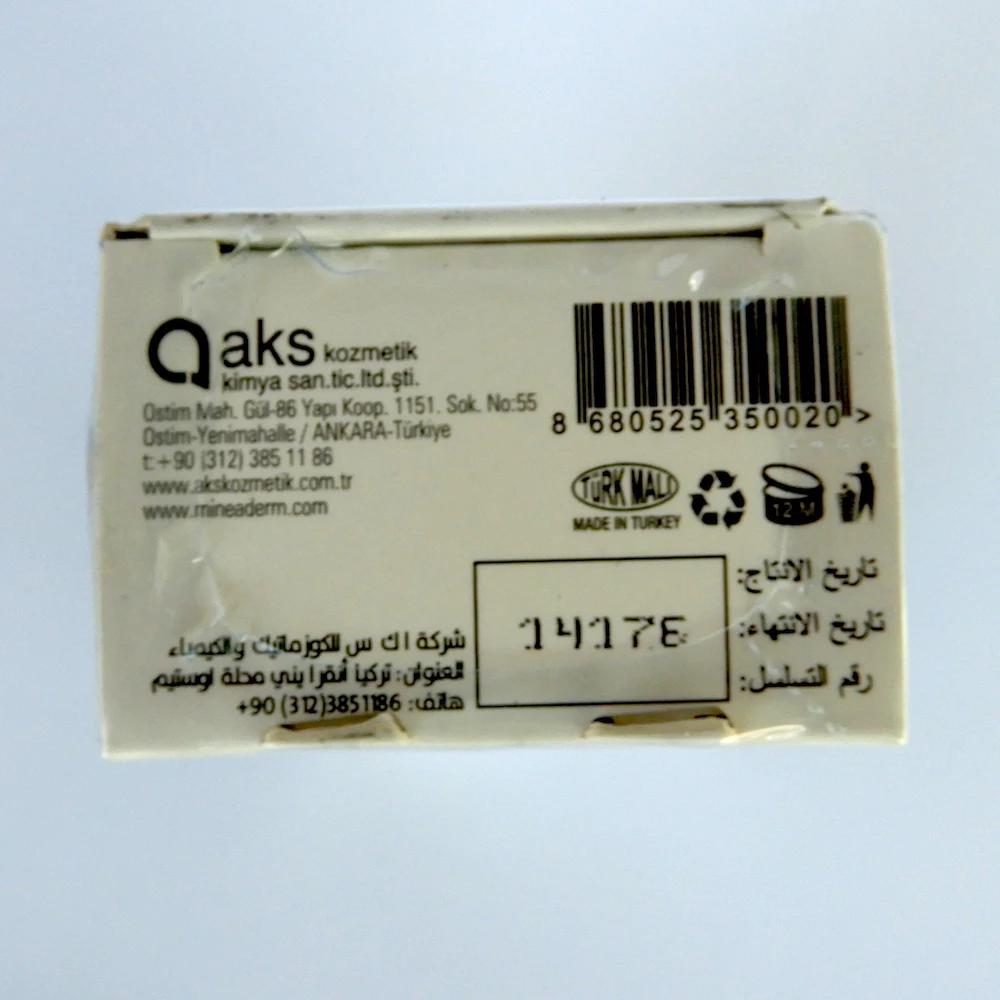 aks kozmetik
kimya san.tic.ltd.şti.
Ostim Mah. Gül-86 Yapı Koop. 1151. Sok. No:55
Ostim-Yenimahalle / ANKARA-Türkiye
t:+90 (312) 385 11 86
www.akskozmetik.com.tr
www.mineaderm.com
8 680525 350020 >
TÜRK MALI
MADE IN TURKEY
12 M
تاريخ الانتاج:
تاريخ الانتهاء:
رقم التسلسل:
1417E
شركة اك س للكوزماتيك والكيمياء
العنوان: تركيا أنقرا يني محلة اوستيم
هاتف: 3851186(312) 90+